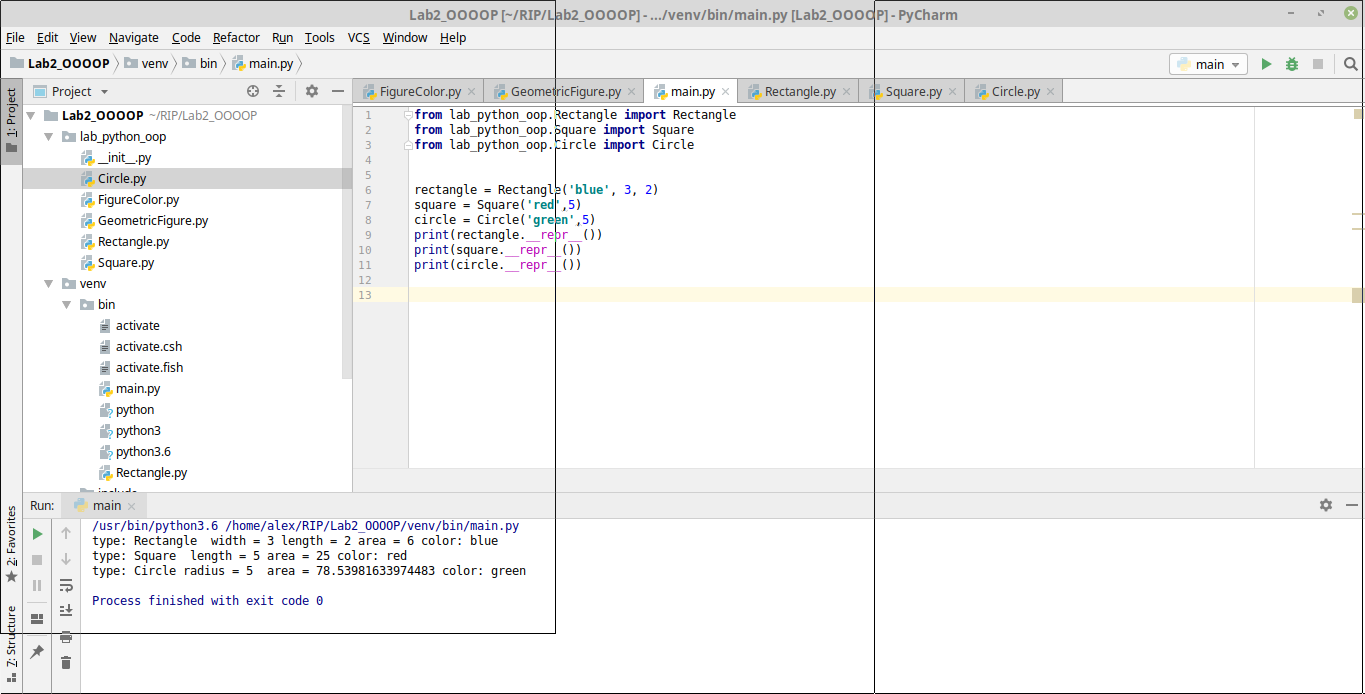 Lab2_OOOOP [~/RIP/Lab2_OOOOP] - .../venv/bin/main.py [Lab2_OOOOP] - PyCharm
File Edit View Navigate Code Refactor Run Tools VCS Window Help
Lab2_OOOOP venv bin main.py main
1: Project
Project
FigureColor.py GeometricFigure.py main.py Rectangle.py Square.py Circle.py
Lab2_OOOOP ~/RIP/Lab2_OOOOP
lab_python_oop
__init__.py
Circle.py
FigureColor.py
GeometricFigure.py
Rectangle.py
Square.py
venv
bin
activate
activate.csh
activate.fish
main.py
python
python3
python3.6
Rectangle.py
include
1 from lab_python_oop.Rectangle import Rectangle
2 from lab_python_oop.Square import Square
3 from lab_python_oop.Circle import Circle
4
5
6 rectangle = Rectangle('blue', 3, 2)
7 square = Square('red',5)
8 circle = Circle('green',5)
9 print(rectangle.__repr__())
10 print(square.__repr__())
11 print(circle.__repr__())
12
13
Run: main
2: Favorites
Z: Structure
/usr/bin/python3.6 /home/alex/RIP/Lab2_OOOP/venv/bin/main.py
type: Rectangle  width = 3 length = 2 area = 6 color: blue
type: Square  length = 5 area = 25 color: red
type: Circle radius = 5  area = 78.53981633974483 color: green
Process finished with exit code 0